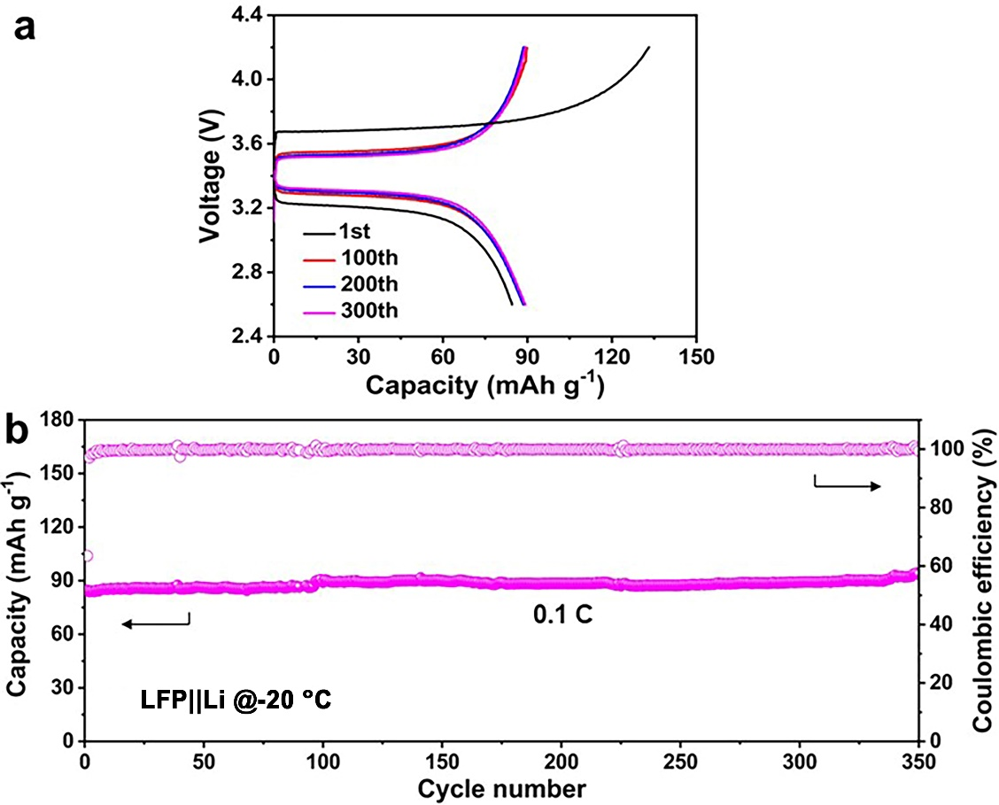 a
4.4
4.0
3.6
3.2
2.8
2.4
Voltage (V)
1st
100th
200th
300th
0 30 60 90 120 150
Capacity (mAh g⁻¹)
b
180
150
120
90
60
30
0
Capacity (mAh g⁻¹)
100
80
60
40
20
0
Coulombic efficiency (%)
0.1 C
LFP||Li @-20 °C
0 50 100 150 200 250 300 350
Cycle number